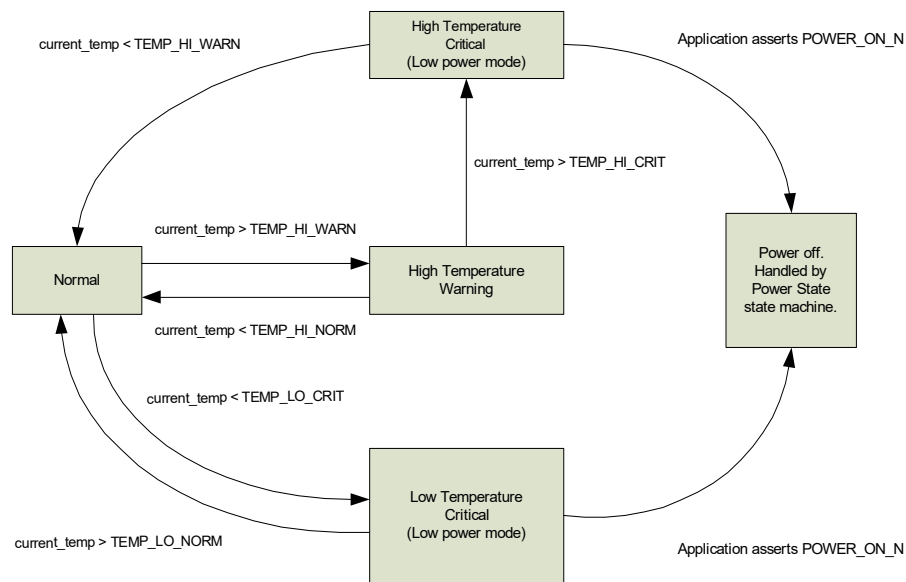 High Temperature
Critical
(Low power mode)
current_temp < TEMP_HI_WARN
Application asserts POWER_ON_N
current_temp > TEMP_HI_CRIT
current_temp > TEMP_HI_WARN
Normal
High Temperature
Warning
Power off.
Handled by
Power State
state machine.
current_temp < TEMP_HI_NORM
current_temp < TEMP_LO_CRIT
Low Temperature
Critical
(Low power mode)
current_temp > TEMP_LO_NORM
Application asserts POWER_ON_N